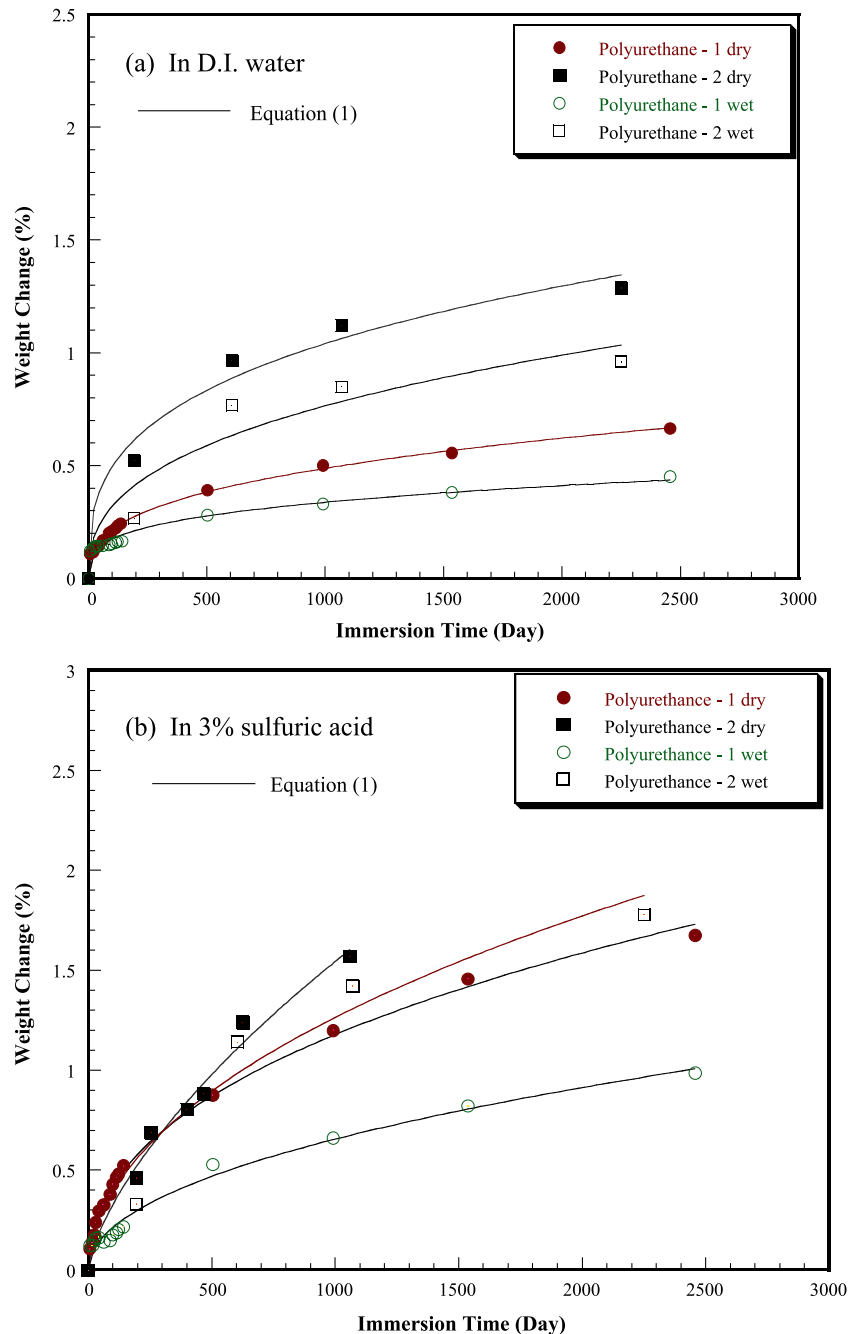 2.5
(a) In D.I. water
Equation (1)
Polyurethane - 1 dry
Polyurethane - 2 dry
Polyurethane - 1 wet
Polyurethane - 2 wet
2
1.5
1
0.5
0
Weight Change (%)
0 500 1000 1500 2000 2500 3000
Immersion Time (Day)
3
(b) In 3% sulfuric acid
Equation (1)
Polyurethance - 1 dry
Polyurethance - 2 dry
Polyurethance - 1 wet
Polyurethance - 2 wet
2.5
2
1.5
1
0.5
0
Weight Change (%)
0 500 1000 1500 2000 2500 3000
Immersion Time (Day)